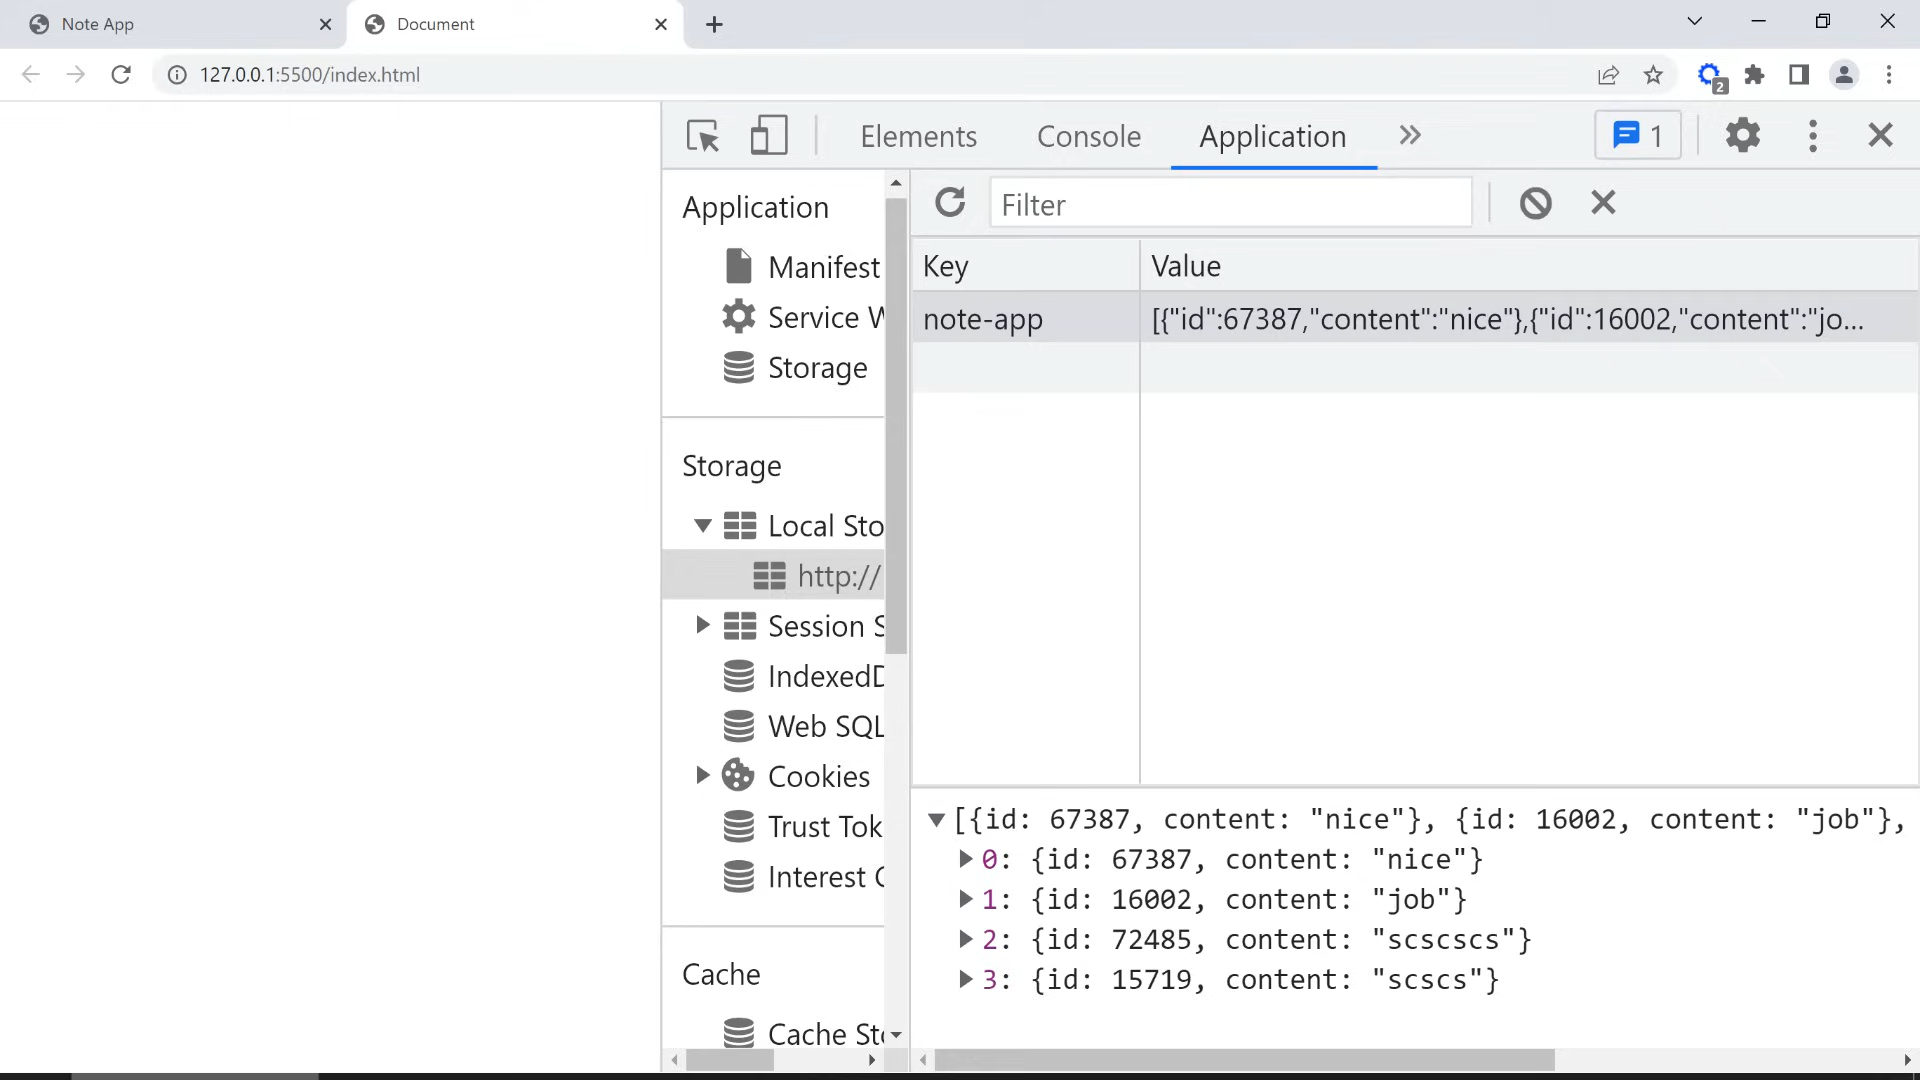 Note App
Document
127.0.0.1:5500/index.html
2
Elements
Console
Application
1
Application
Manifest
Service W
Storage
Storage
Local Sto
http://
Session S
IndexedD
Web SQL
Cookies
Trust Tok
Interest G
Cache
Cache Sto
Filter
Key
Value
note-app
[{"id":67387,"content":"nice"},{"id":16002,"content":"jo...
[{id: 67387, content: "nice"}, {id: 16002, content: "job"},
0: {id: 67387, content: "nice"}
1: {id: 16002, content: "job"}
2: {id: 72485, content: "scscscs"}
3: {id: 15719, content: "scscs"}